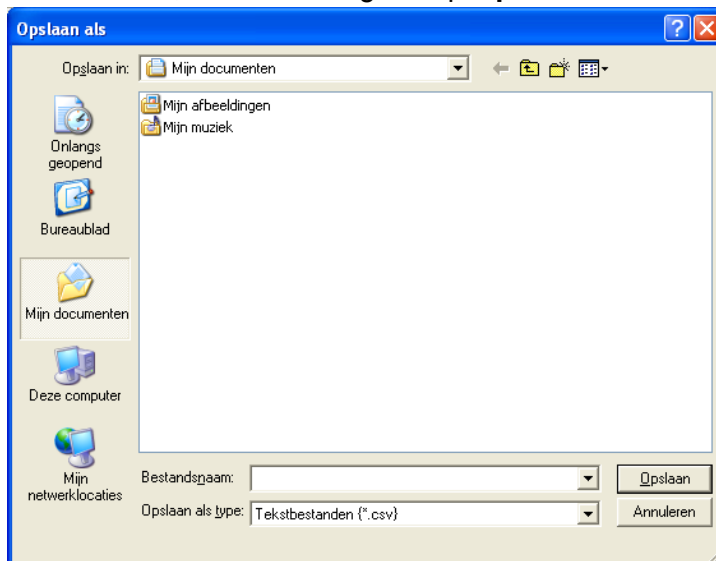 Opslaan als
Opslaan in:
Mijn documenten
Mijn afbeeldingen
Mijn muziek
Onlangs
geopend
Bureaublad
Mijn documenten
Deze computer
Mijn
netwerklocaties
Bestandsnaam:
Opslaan
Opslaan als type:
Tekstbestanden {*.csv}
Annuleren